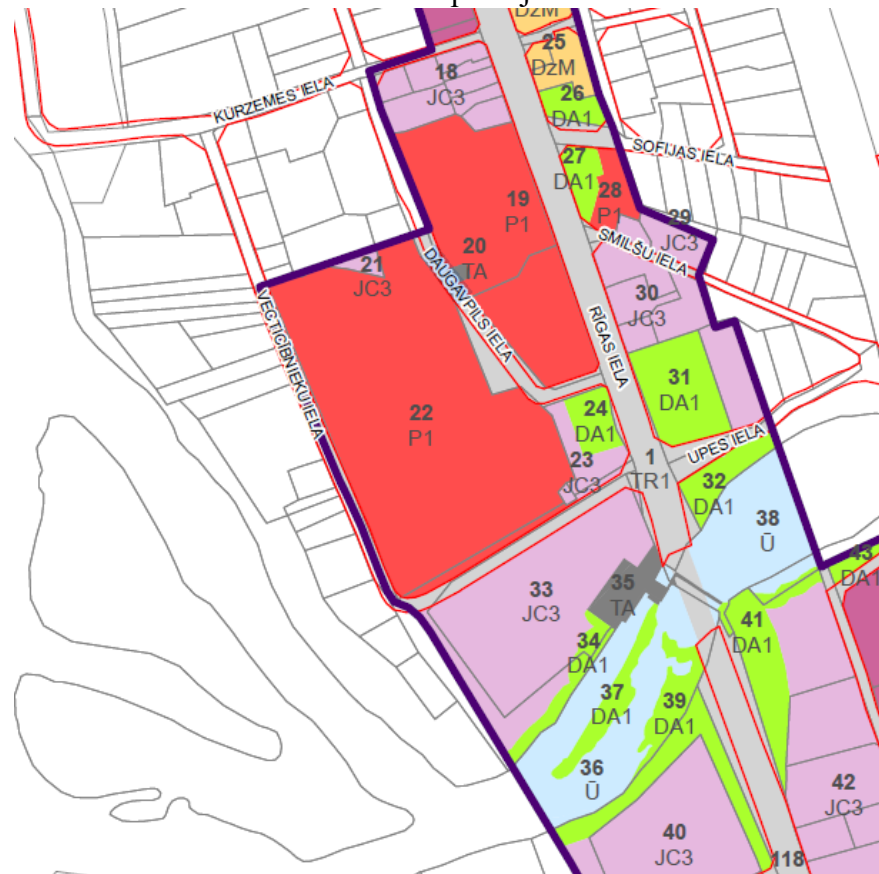 DzM
25
DzM
18
JC3
26
DA1
KŪRZEMES IELA
SOFIJAS IELA
27
DA1
19
P1
28
P1
29
JC3
SMILŠU IELA
20
TA
21
JC3
DAUGAVPILS IELA
30
JC3
VECTICĪBNIEKU IELA
RĪGAS IELA
31
DA1
22
P1
24
DA1
UPES IELA
1
TR1
23
JC3
32
DA1
38
Ū
43
DA1
33
JC3
35
TA
41
DA1
34
DA1
37
DA1
39
DA1
36
Ū
42
JC3
40
JC3
118